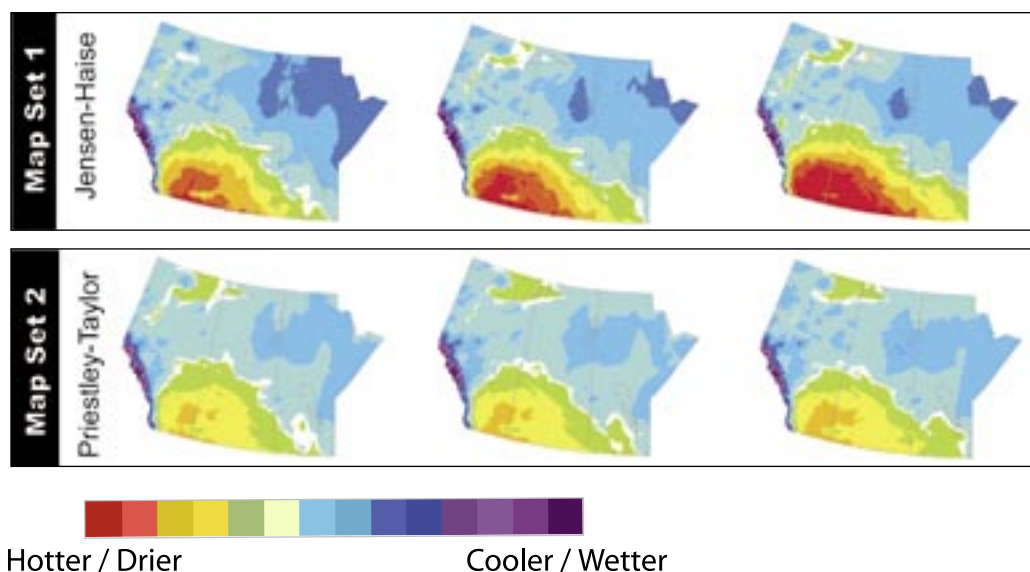 Map Set 1
Jensen-Haise
Map Set 2
Priestley-Taylor
Hotter / Drier
Cooler / Wetter